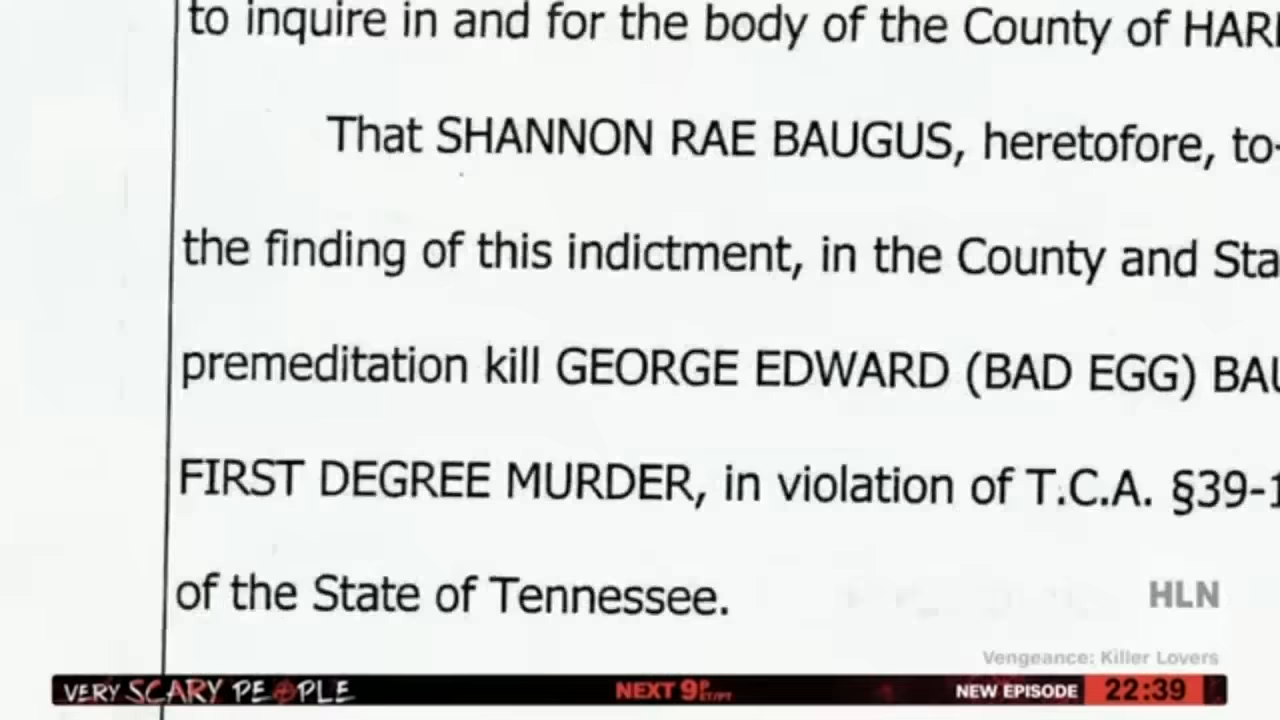 to inquire in and for the body of the County of HAR
That SHANNON RAE BAUGUS, heretofore, to-
the finding of this indictment, in the County and Sta
premeditation kill GEORGE EDWARD (BAD EGG) BAU
FIRST DEGREE MURDER, in violation of T.C.A. §39-1
of the State of Tennessee.
HLN
Vengeance: Killer Lovers
VERY SCARY PEOPLE NEXT 9P ET/PT NEW EPISODE 22:39